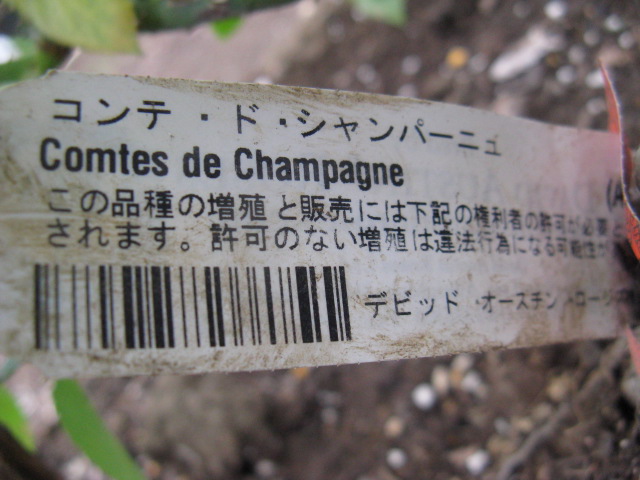 コンテ・ド・シャンパーニュ
Comtes de Champagne
この品種の増殖と販売には下記の権利者の許可が必要と
されます。許可のない増殖は違法行為になる可能性が
デビッド・オースチン・ロージ
(A